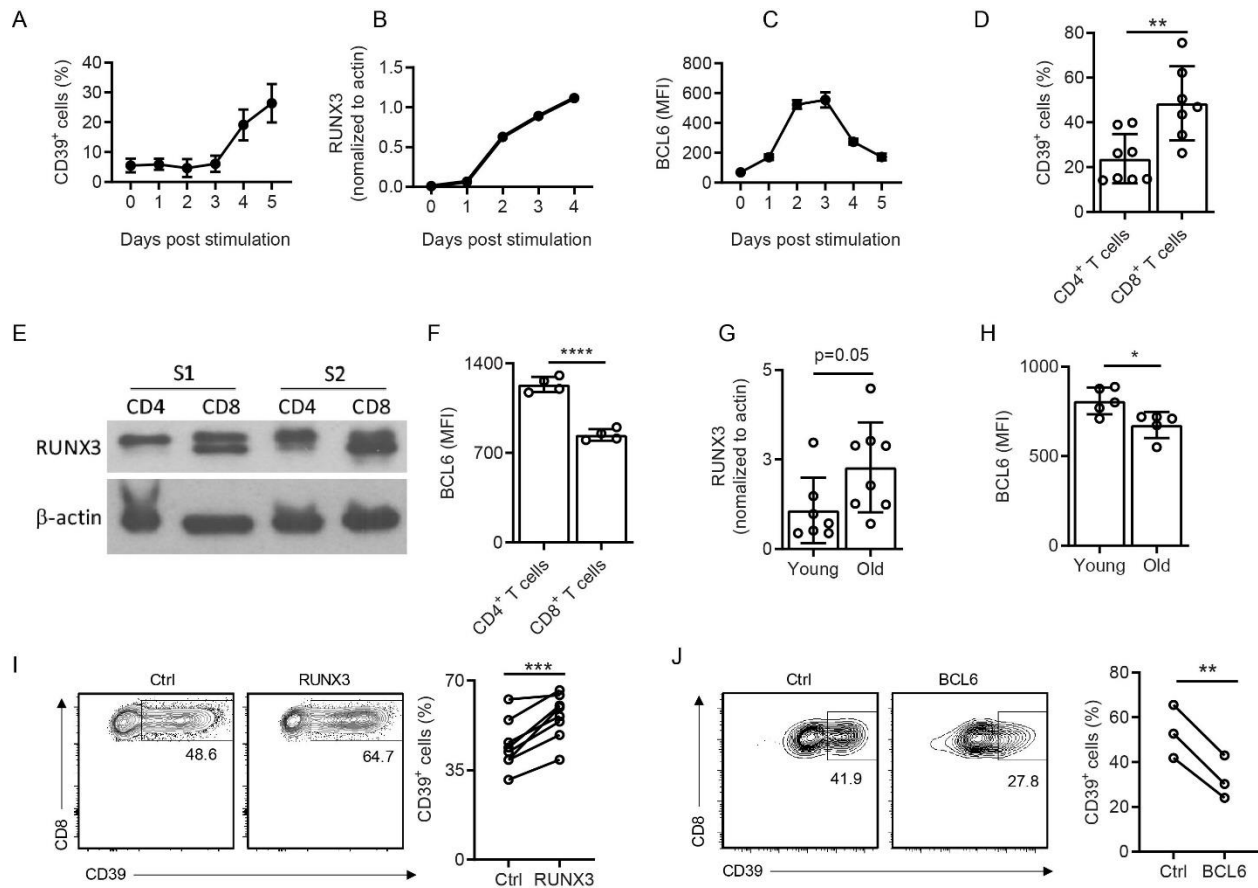 A
CD39+ cells (%)
40
30
20
10
0
0 1 2 3 4 5
Days post stimulation
B
RUNX3
(nomalized to actin)
1.5
1.0
0.5
0.0
0 1 2 3 4
Days post stimulation
C
BCL6 (MFI)
800
600
400
200
0
0 1 2 3 4 5
Days post stimulation
D
CD39+ cells (%)
80
60
40
20
0
**
CD4+ T cells
CD8+ T cells
E
S1 S2
CD4 CD8 CD4 CD8
RUNX3
β-actin
F
BCL6 (MFI)
1400
700
0
****
CD4+ T cells
CD8+ T cells
G
RUNX3
(nomalized to actin)
5
3
0
p=0.05
Young Old
H
BCL6 (MFI)
1000
500
0
*
Young Old
I
Ctrl RUNX3
48.6 64.7
CD8
CD39
CD39+ cells (%)
70
35
0
***
Ctrl RUNX3
J
Ctrl BCL6
41.9 27.8
CD8
CD39
CD39+ cells (%)
80
60
40
20
0
**
Ctrl BCL6